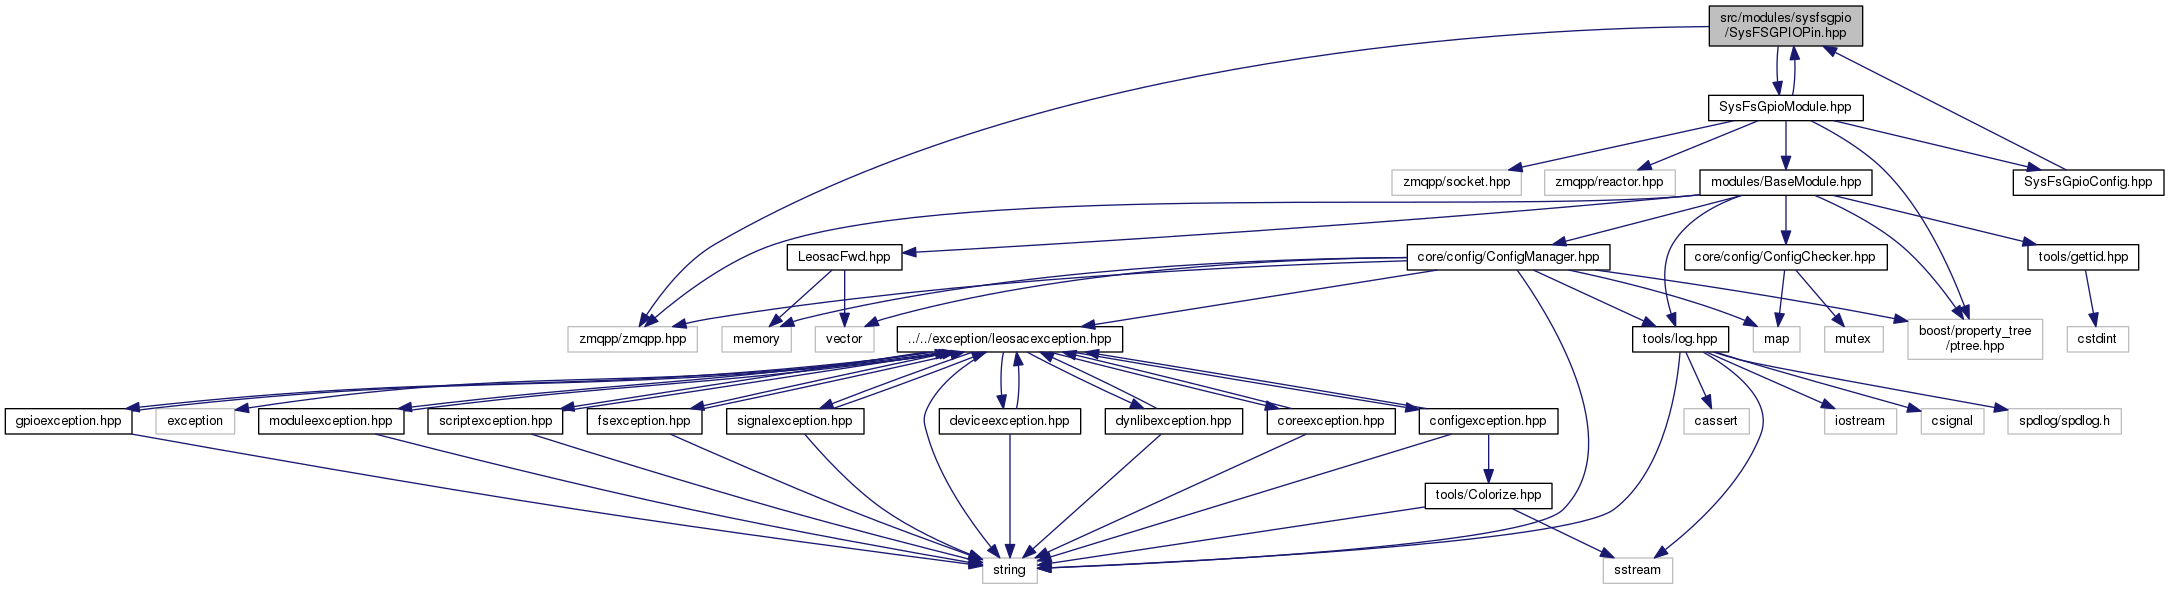 src/modules/sysfsgpio
/SysFSGPIOPin.hpp
SysFsGpioModule.hpp
zmqpp/socket.hpp
zmqpp/reactor.hpp
modules/BaseModule.hpp
SysFsGpioConfig.hpp
LeosacFwd.hpp
core/config/ConfigManager.hpp
core/config/ConfigChecker.hpp
tools/gettid.hpp
zmqpp/zmqpp.hpp
memory
vector
../../exception/leosacexception.hpp
tools/log.hpp
map
mutex
boost/property_tree
/ptree.hpp
cstdint
gpioexception.hpp
exception
moduleexception.hpp
scriptexception.hpp
fsexception.hpp
signalexception.hpp
deviceexception.hpp
dynlibexception.hpp
coreexception.hpp
configexception.hpp
cassert
iostream
csignal
spdlog/spdlog.h
tools/Colorize.hpp
string
sstream